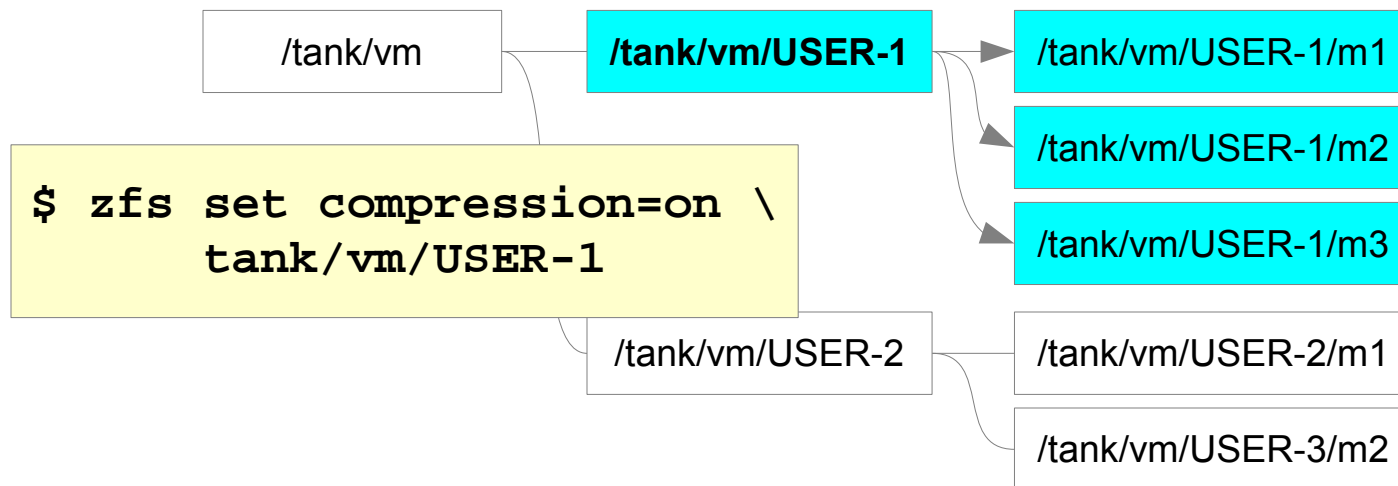 /tank/vm
/tank/vm/USER-1
/tank/vm/USER-1/m1
/tank/vm/USER-1/m2
$ zfs set compression=on \
tank/vm/USER-1
/tank/vm/USER-1/m3
/tank/vm/USER-2
/tank/vm/USER-2/m1
/tank/vm/USER-3/m2